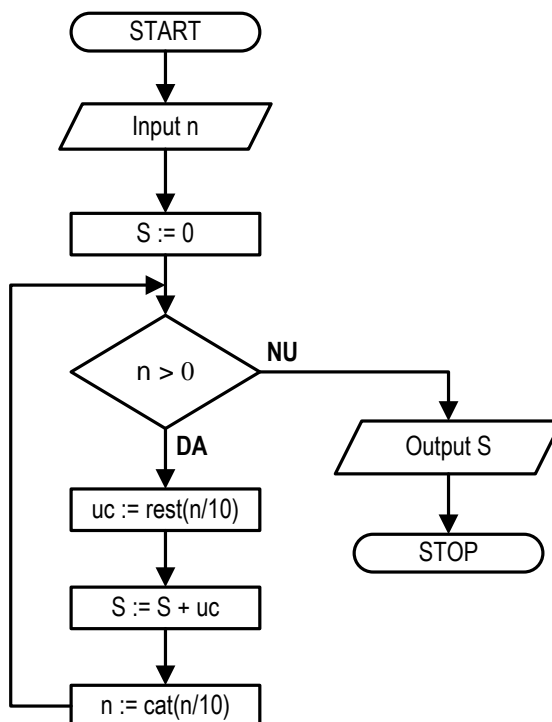 START
Input n
S := 0
n > 0
NU
DA
Output S
uc := rest(n/10)
STOP
S := S + uc
n := cat(n/10)